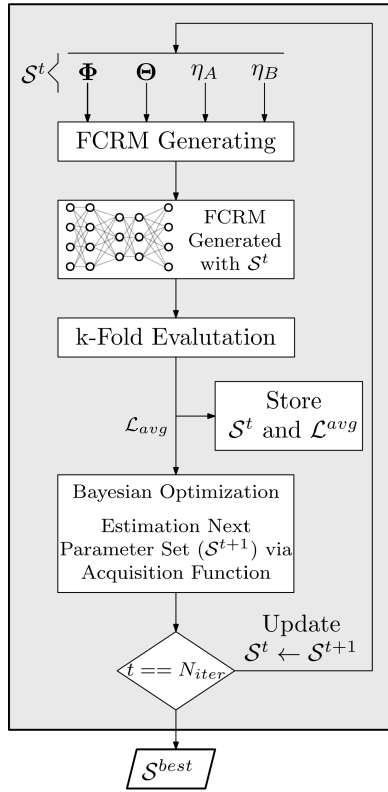 𝒮^t { Φ Θ η_A η_B
FCRM Generating
FCRM
Generated
with 𝒮^t
k-Fold Evalutation
ℒ_avg
Store
𝒮^t and ℒ^avg
Bayesian Optimization
Estimation Next
Parameter Set (𝒮^{t+1}) via
Acquisition Function
t == N_iter
Update
𝒮^t ← 𝒮^{t+1}
𝒮^best